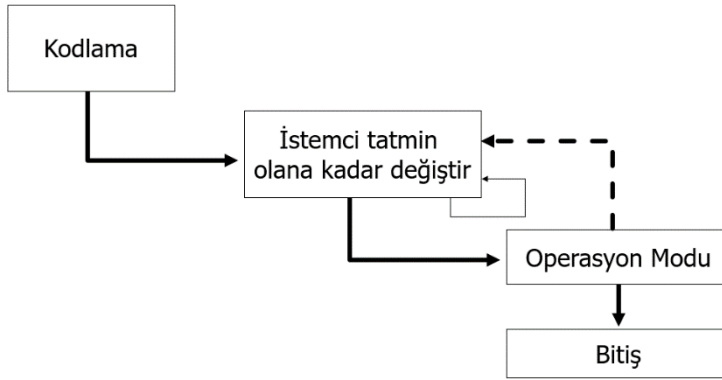 Kodlama
İstemci tatmin
olana kadar değiştir
Operasyon Modu
Bitiş